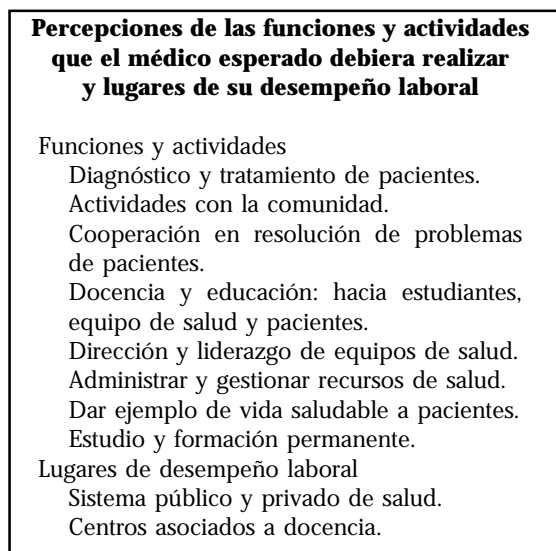 Percepciones de las funciones y actividades
que el médico esperado debiera realizar
y lugares de su desempeño laboral
Funciones y actividades
Diagnóstico y tratamiento de pacientes.
Actividades con la comunidad.
Cooperación en resolución de problemas
de pacientes.
Docencia y educación: hacia estudiantes,
equipo de salud y pacientes.
Dirección y liderazgo de equipos de salud.
Administrar y gestionar recursos de salud.
Dar ejemplo de vida saludable a pacientes.
Estudio y formación permanente.
Lugares de desempeño laboral
Sistema público y privado de salud.
Centros asociados a docencia.